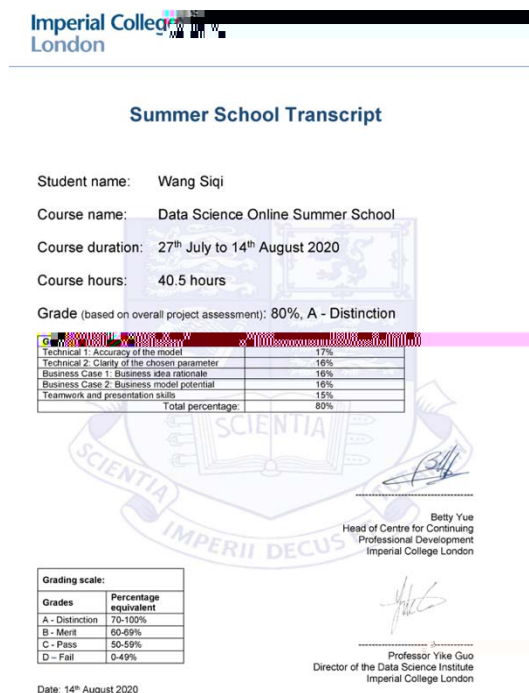 Imperial College
London
Summer School Transcript
Student name: Wang Siqi
Course name: Data Science Online Summer School
Course duration: 27th July to 14th August 2020
Course hours: 40.5 hours
Grade (based on overall project assessment): 80%, A - Distinction
Technical 1: Accuracy of the model 17%
Technical 2: Clarity of the chosen parameter 16%
Business Case 1: Business idea rationale 16%
Business Case 2: Business model potential 16%
Teamwork and presentation skills 15%
Total percentage: 80%
SCIENTIA
SCIENTIA IMPERII DECUS
Betty Yue
Head of Centre for Continuing
Professional Development
Imperial College London
Grading scale:
Grades Percentage equivalent
A - Distinction 70-100%
B - Merit 60-69%
C - Pass 50-59%
D – Fail 0-49%
Professor Yike Guo
Director of the Data Science Institute
Imperial College London
Date: 14th August 2020